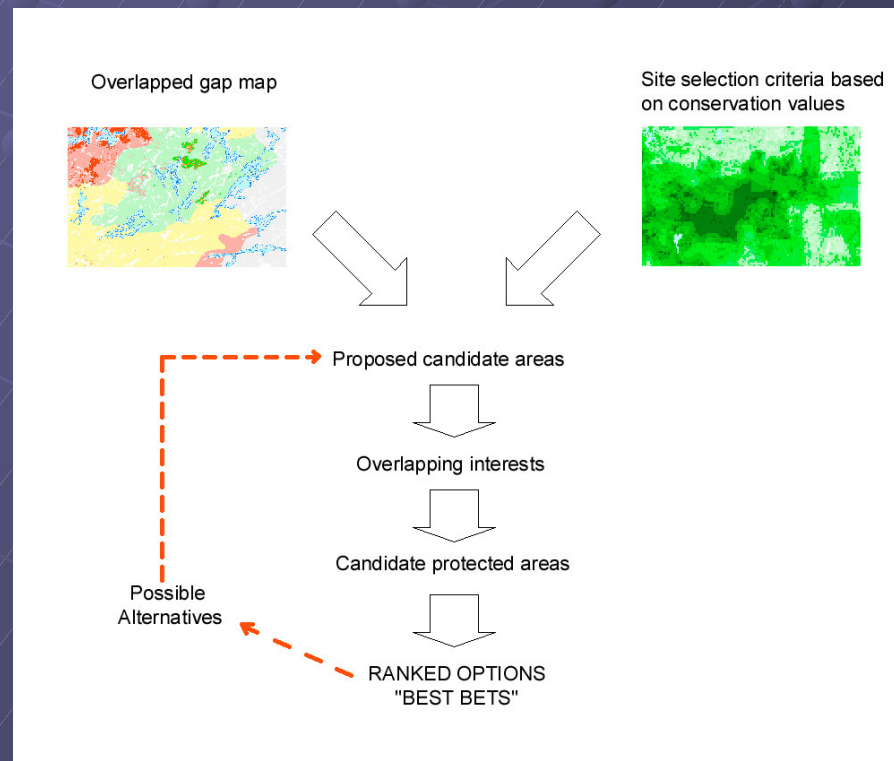 Overlapped gap map
Site selection criteria based
on conservation values
Proposed candidate areas
Overlapping interests
Candidate protected areas
Possible
Alternatives
RANKED OPTIONS
"BEST BETS"